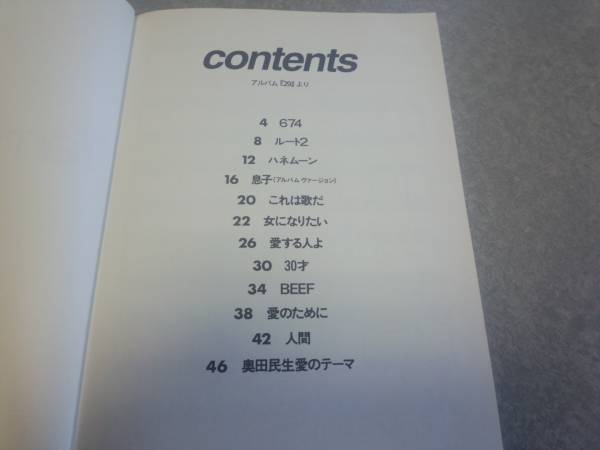 contents
アルバム『29』より
4 674
8 ルート2
12 ハネムーン
16 息子(アルバム ヴァージョン)
20 これは歌だ
22 女になりたい
26 愛する人よ
30 30才
34 BEEF
38 愛のために
42 人間
46 奥田民生愛のテーマ